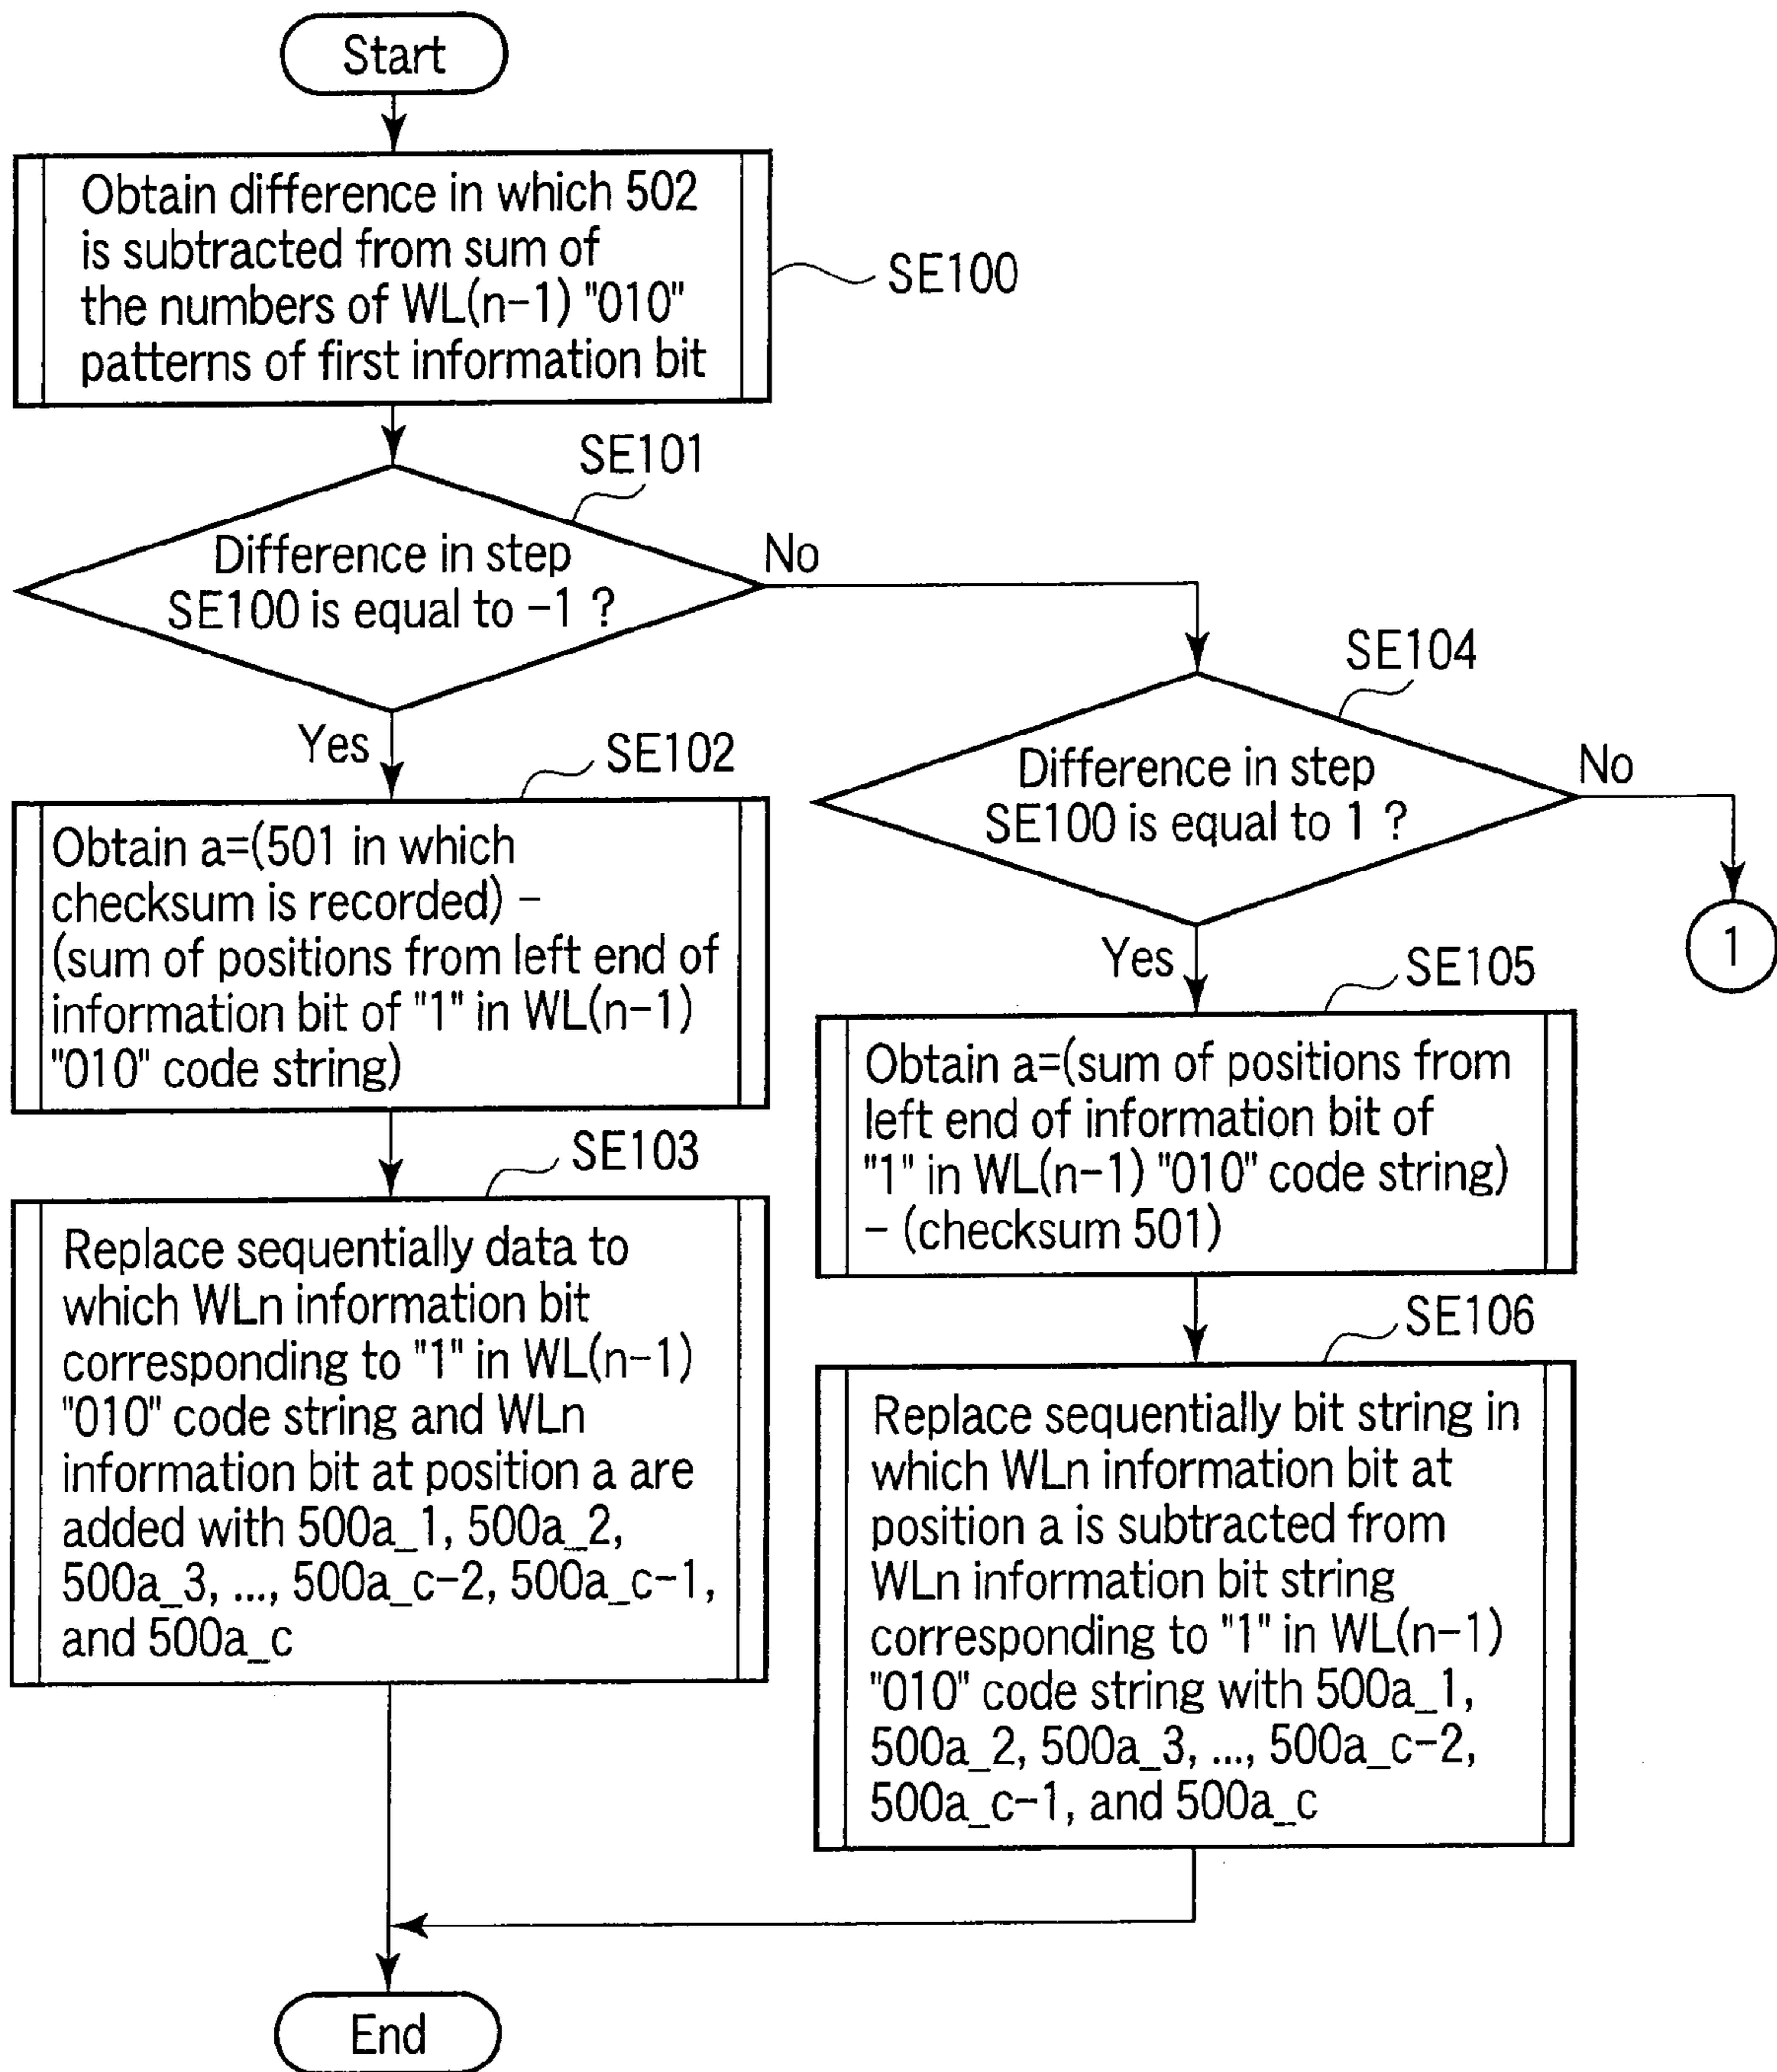 Start
Obtain difference in which 502
is subtracted from sum of
the numbers of WL(n-1) "010"
patterns of first information bit
SE100
SE101
Difference in step
SE100 is equal to -1 ?
No
Yes
SE102
Obtain a=(501 in which
checksum is recorded) -
(sum of positions from left end of
information bit of "1" in WL(n-1)
"010" code string)
SE103
Replace sequentially data to
which WLn information bit
corresponding to "1" in WL(n-1)
"010" code string and WLn
information bit at position a are
added with 500a_1, 500a_2,
500a_3, ..., 500a_c-2, 500a_c-1,
and 500a_c
SE104
Difference in step
SE100 is equal to 1 ?
No
1
Yes
SE105
Obtain a=(sum of positions from
left end of information bit of
"1" in WL(n-1) "010" code string)
- (checksum 501)
SE106
Replace sequentially bit string in
which WLn information bit at
position a is subtracted from
WLn information bit string
corresponding to "1" in WL(n-1)
"010" code string with 500a_1,
500a_2, 500a_3, ..., 500a_c-2,
500a_c-1, and 500a_c
End